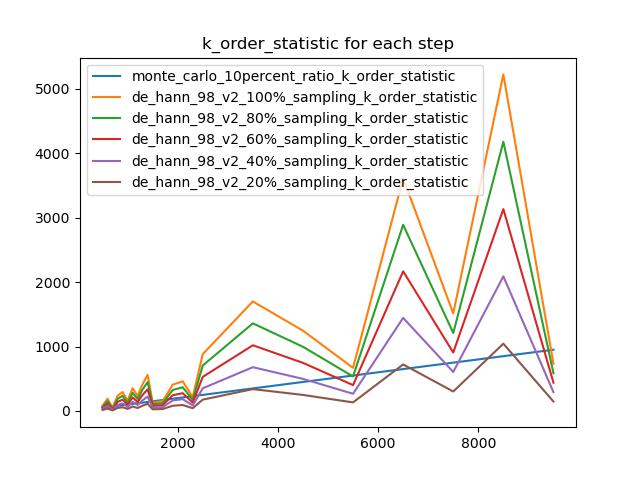 k_order_statistic for each step
monte_carlo_10percent_ratio_k_order_statistic
de_hann_98_v2_100%_sampling_k_order_statistic
de_hann_98_v2_80%_sampling_k_order_statistic
de_hann_98_v2_60%_sampling_k_order_statistic
de_hann_98_v2_40%_sampling_k_order_statistic
de_hann_98_v2_20%_sampling_k_order_statistic
5000
4000
3000
2000
1000
0
2000 4000 6000 8000